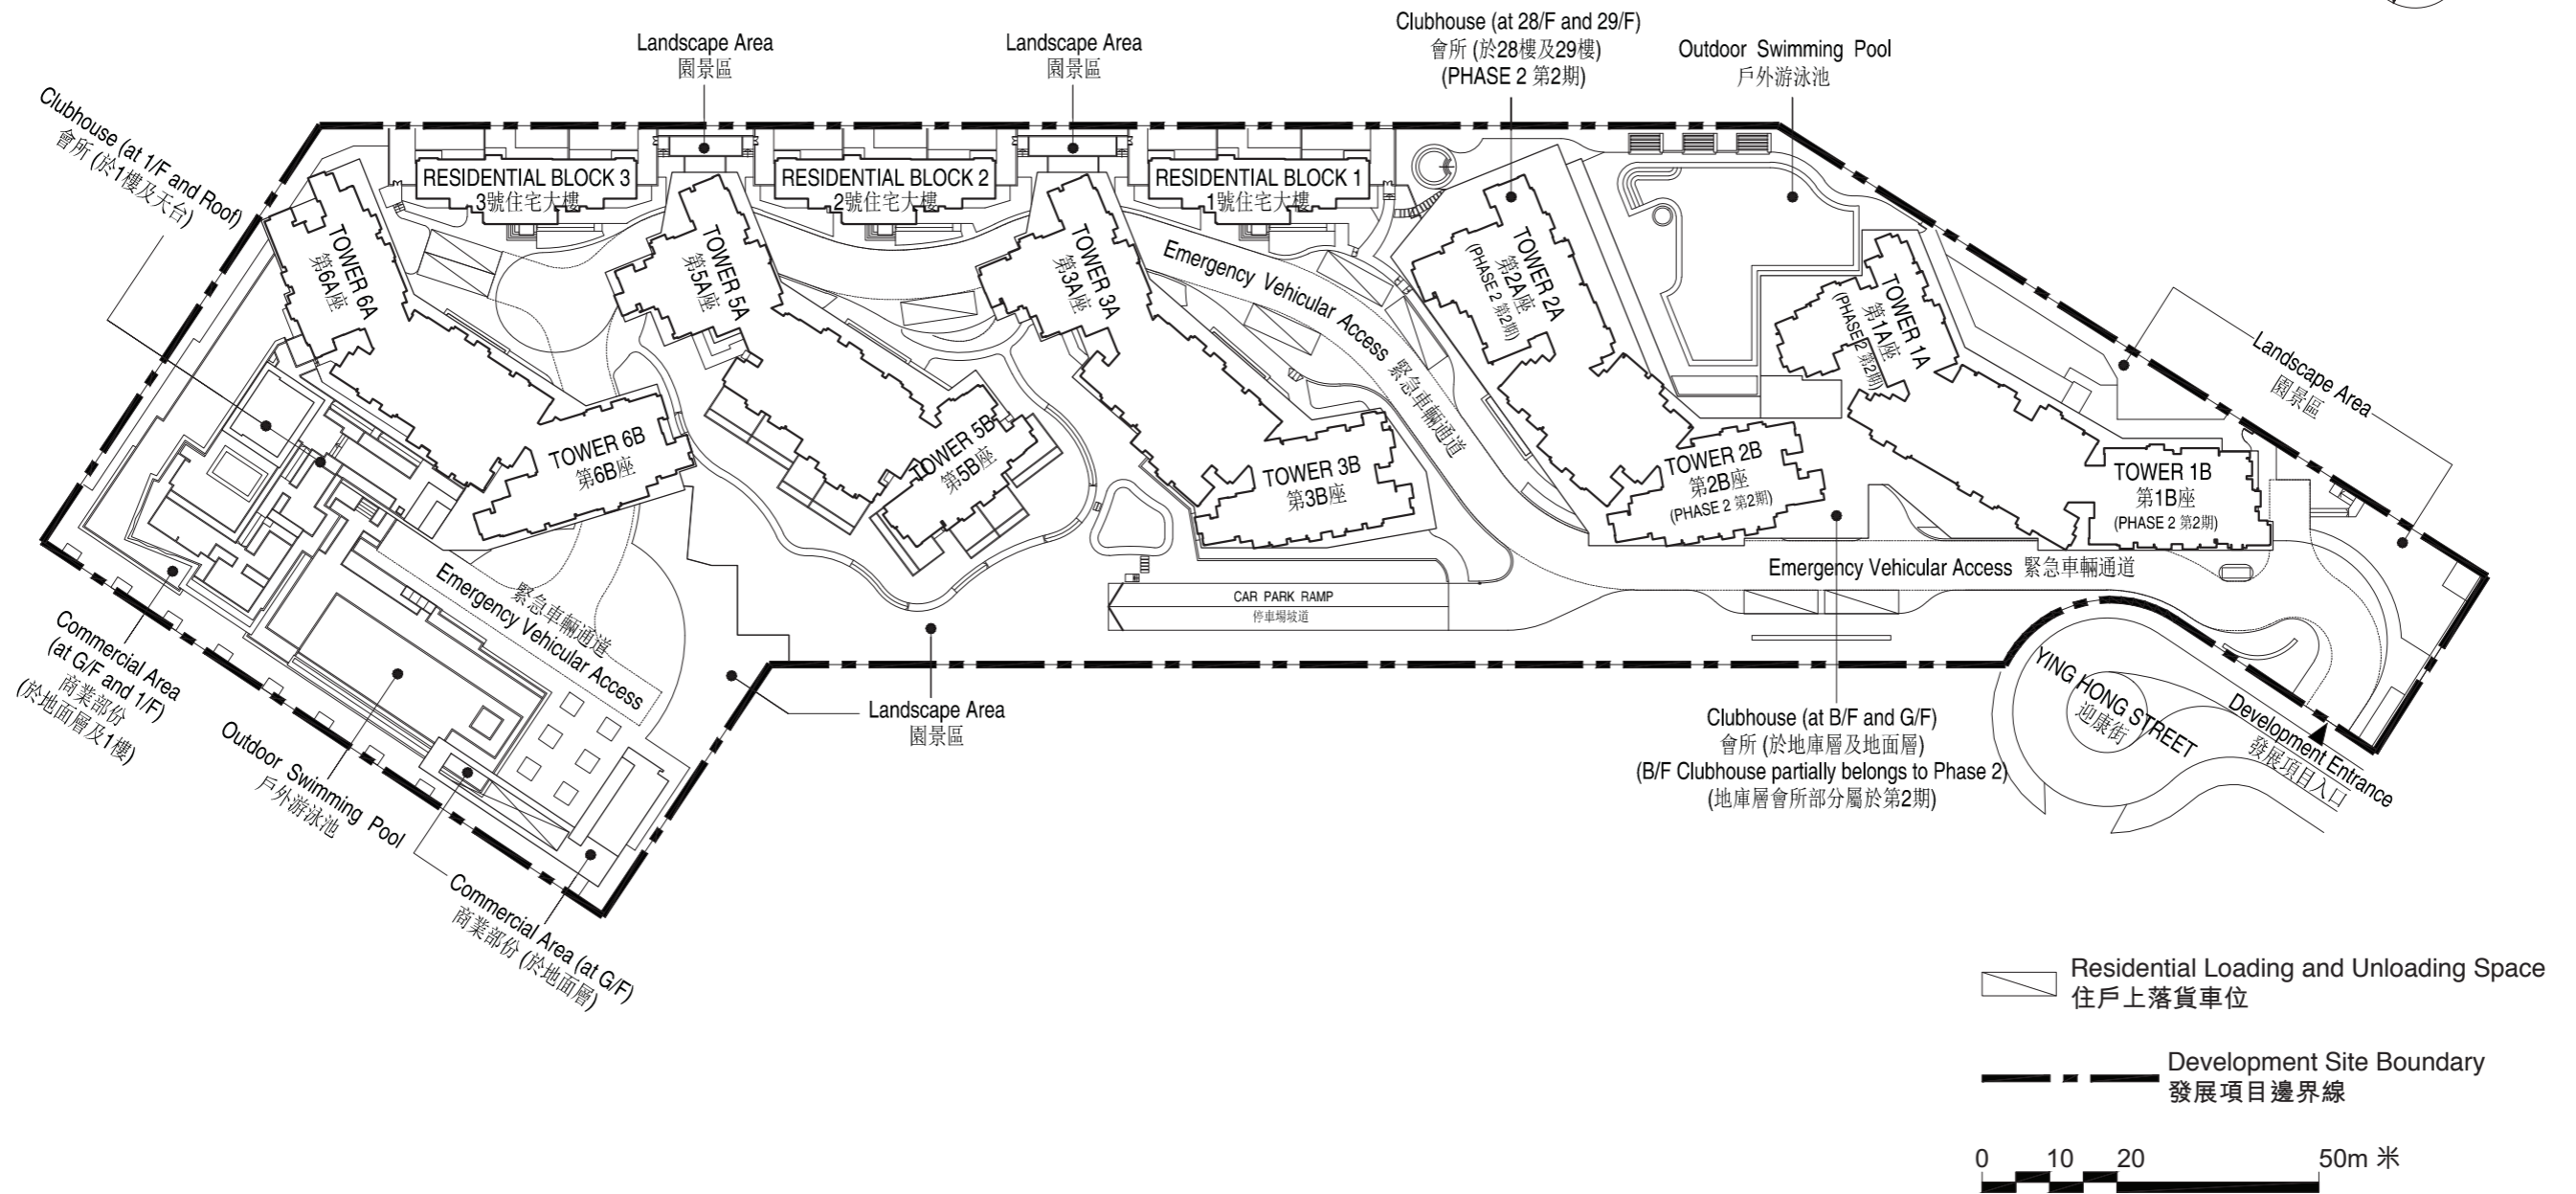 Landscape Area
園景區
Landscape Area
園景區
Clubhouse (at 28/F and 29/F)
會所 (於28樓及29樓)
(PHASE 2 第2期)
Outdoor Swimming Pool
戶外游泳池
Clubhouse (at 1/F and Roof)
會所 (於1樓及天台)
RESIDENTIAL BLOCK 3
3號住宅大樓
RESIDENTIAL BLOCK 2
2號住宅大樓
RESIDENTIAL BLOCK 1
1號住宅大樓
TOWER 6A
第6A座
TOWER 5A
第5A座
TOWER 3A
第3A座
Emergency Vehicular Access 緊急車輛通道
TOWER 2A
第2A座
(PHASE 2 第2期)
TOWER 1A
第1A座
(PHASE 2 第2期)
Landscape Area
園景區
TOWER 6B
第6B座
TOWER 5B
第5B座
TOWER 3B
第3B座
TOWER 2B
第2B座
(PHASE 2 第2期)
TOWER 1B
第1B座
(PHASE 2 第2期)
緊急車輛通道
Emergency Vehicular Access
Emergency Vehicular Access 緊急車輛通道
CAR PARK RAMP
停車場坡道
Commercial Area
(at G/F and 1/F)
商業部份
(於地面層及1樓)
Outdoor Swimming Pool
戶外游泳池
Landscape Area
園景區
Clubhouse (at B/F and G/F)
會所 (於地庫層及地面層)
(B/F Clubhouse partially belongs to Phase 2)
(地庫層會所部分屬於第2期)
YING HONG STREET
迎康街
Development Entrance
發展項目入口
Commercial Area (at G/F)
商業部份 (於地面層)
Residential Loading and Unloading Space
住戶上落貨車位
Development Site Boundary
發展項目邊界線
0 10 20 50m 米